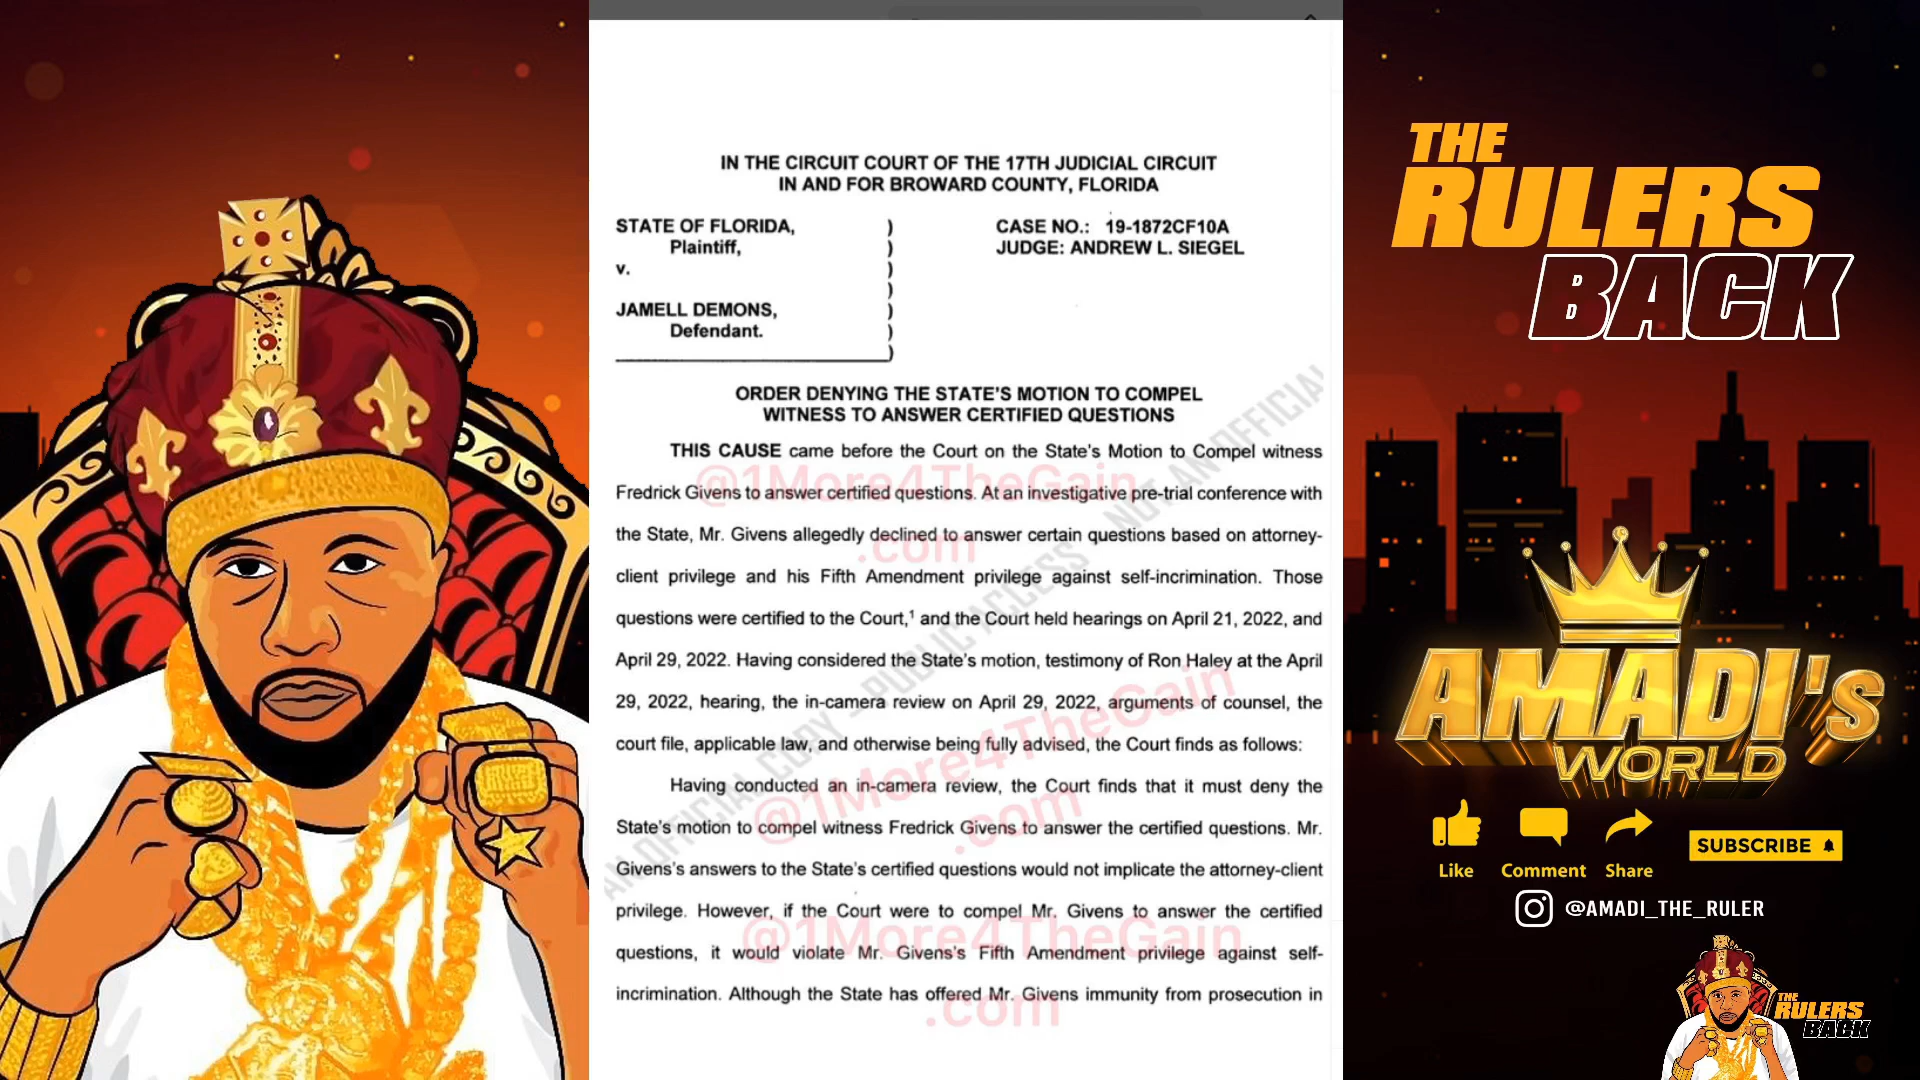 IN THE CIRCUIT COURT OF THE 17TH JUDICIAL CIRCUIT
IN AND FOR BROWARD COUNTY, FLORIDA
STATE OF FLORIDA,
Plaintiff,
v.
JAMELL DEMONS,
Defendant.
)
)
)
)
)
)
)
CASE NO.: 19-1872CF10A
JUDGE: ANDREW L. SIEGEL
ORDER DENYING THE STATE'S MOTION TO COMPEL
WITNESS TO ANSWER CERTIFIED QUESTIONS
THIS CAUSE came before the Court on the State's Motion to Compel witness
Fredrick Givens to answer certified questions. At an investigative pre-trial conference with
the State, Mr. Givens allegedly declined to answer certain questions based on attorney-
client privilege and his Fifth Amendment privilege against self-incrimination. Those
questions were certified to the Court,¹ and the Court held hearings on April 21, 2022, and
April 29, 2022. Having considered the State's motion, testimony of Ron Haley at the April
29, 2022, hearing, the in-camera review on April 29, 2022, arguments of counsel, the
court file, applicable law, and otherwise being fully advised, the Court finds as follows:
Having conducted an in-camera review, the Court finds that it must deny the
State's motion to compel witness Fredrick Givens to answer the certified questions. Mr.
Givens's answers to the State's certified questions would not implicate the attorney-client
privilege. However, if the Court were to compel Mr. Givens to answer the certified
questions, it would violate Mr. Givens's Fifth Amendment privilege against self-
incrimination. Although the State has offered Mr. Givens immunity from prosecution in
@1More4TheGain
.com
@1More4TheGain
.com
@1More4TheGain
.com
AN OFFICIAL COPY - PUBLIC ACCESS - NOT AN OFFICIAL
THE
RULERS
BACK
AMADI's
WORLD
Like
Comment
Share
SUBSCRIBE
@AMADI_THE_RULER
THE
RULERS
BACK